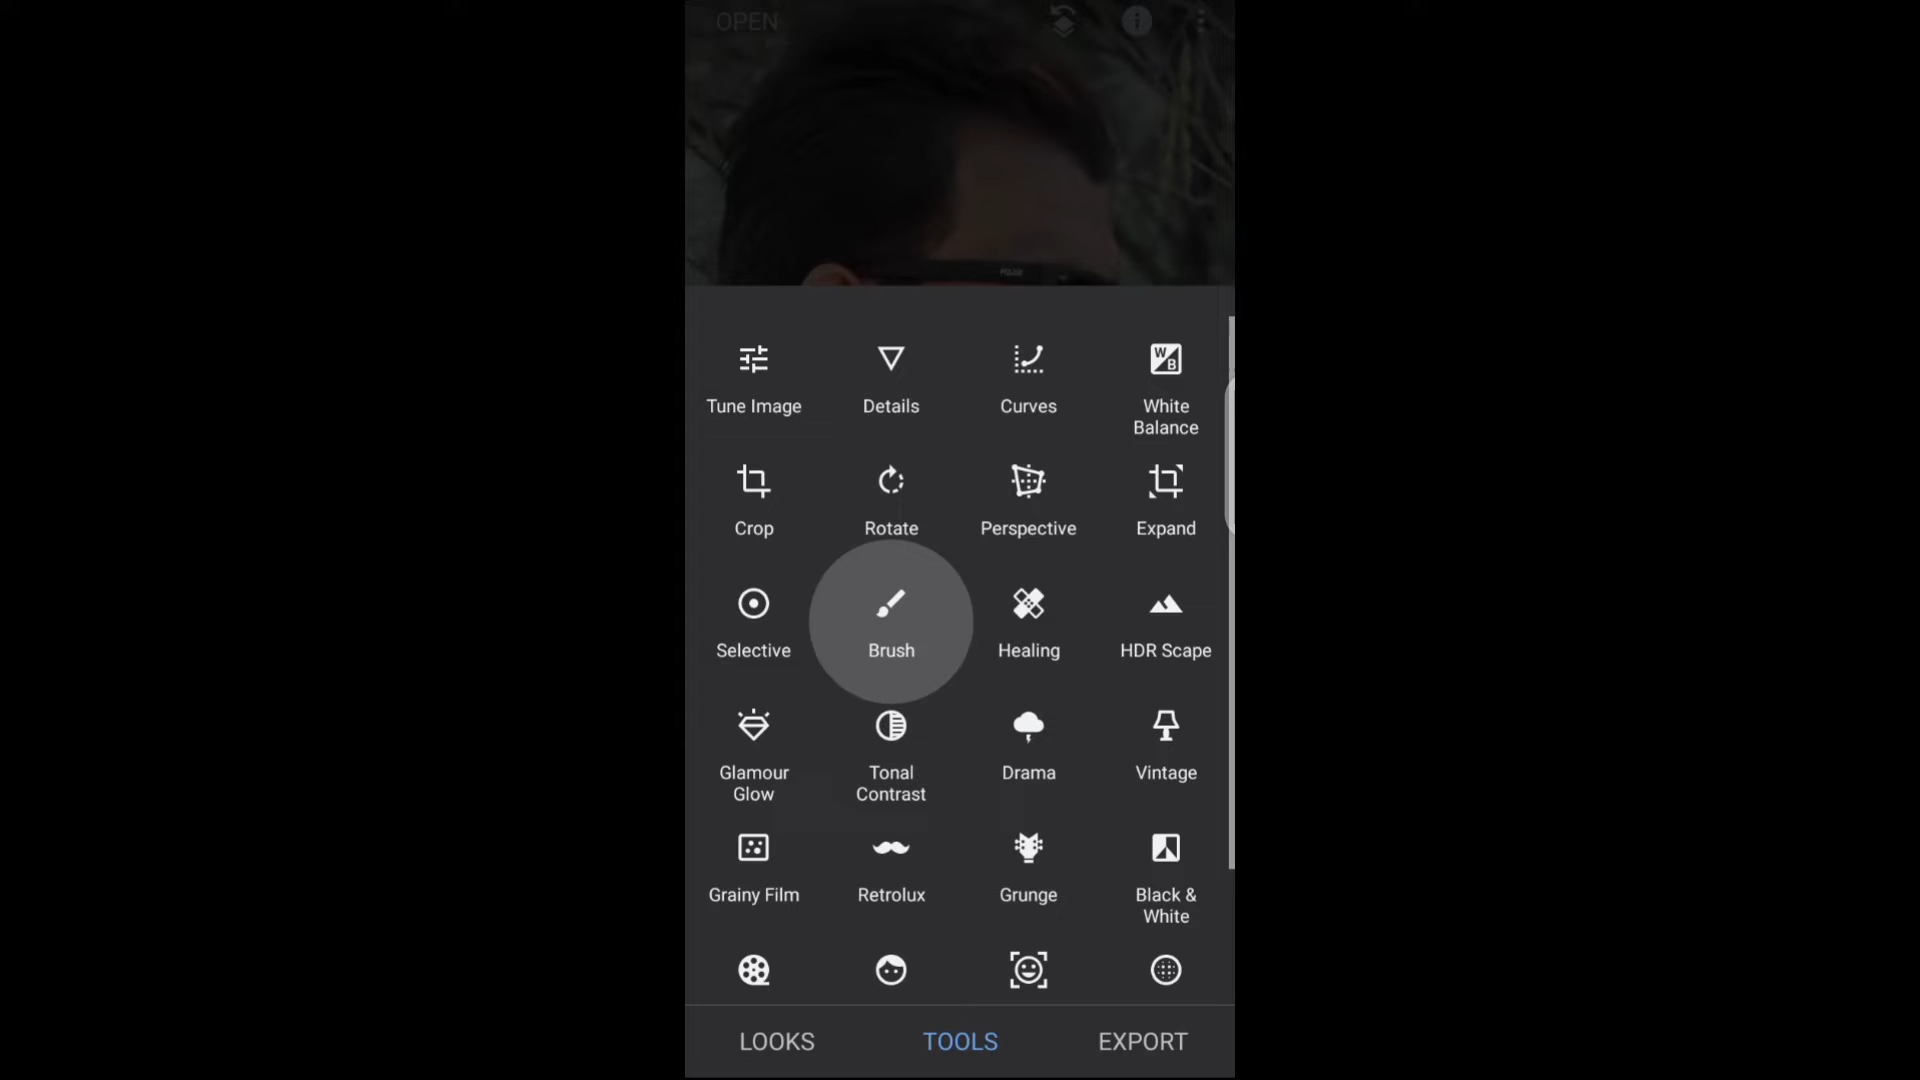 OPEN
Tune Image
Details
Curves
White
Balance
Crop
Rotate
Perspective
Expand
Selective
Brush
Healing
HDR Scape
Glamour
Glow
Tonal
Contrast
Drama
Vintage
Grainy Film
Retrolux
Grunge
Black &
White
LOOKS
TOOLS
EXPORT